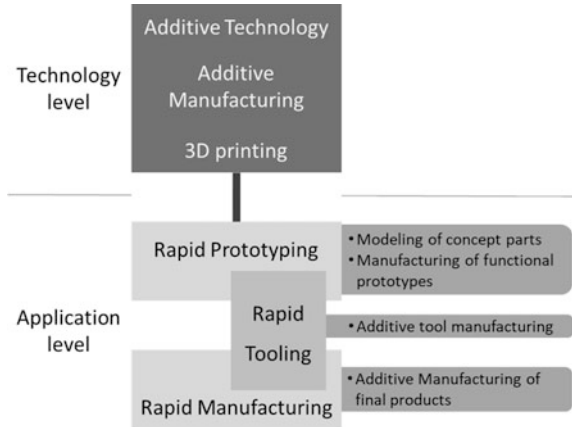 Additive Technology
Technology
level
Additive
Manufacturing
3D printing
Rapid Prototyping
• Modeling of concept parts
• Manufacturing of functional
prototypes
Application
level
Rapid
Tooling
• Additive tool manufacturing
Rapid Manufacturing
• Additive Manufacturing of
final products